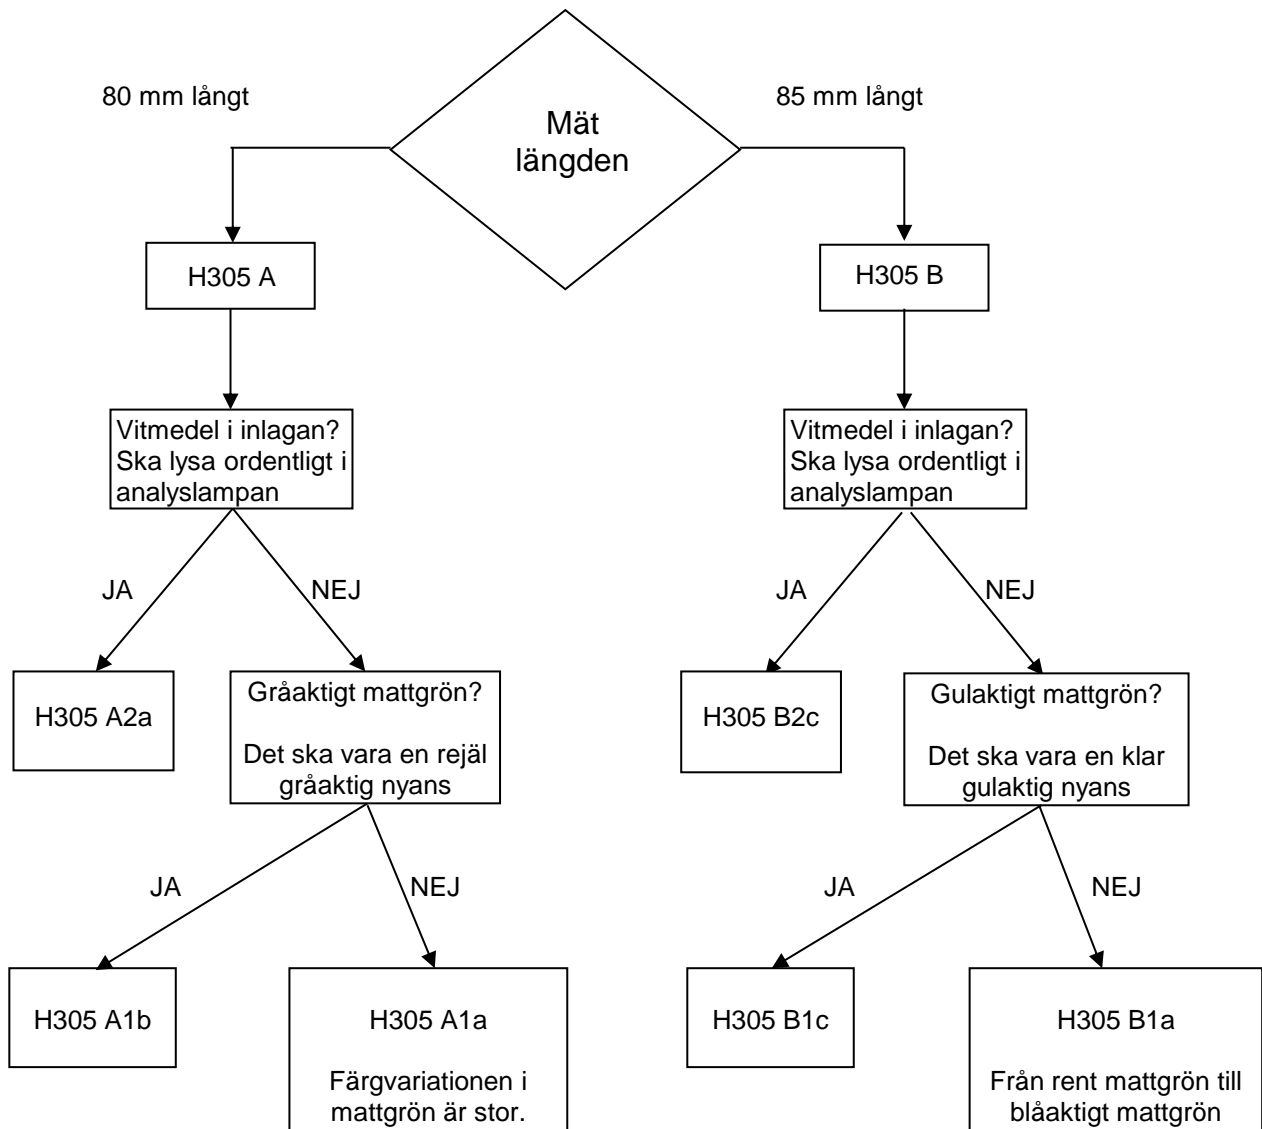 80 mm långt
85 mm långt
Mät
längden
H305 A
H305 B
Vitmedel i inlagan?
Ska lysa ordentligt i
analyslampan
Vitmedel i inlagan?
Ska lysa ordentligt i
analyslampan
JA
NEJ
JA
NEJ
H305 A2a
Gråaktigt mattgrön?
Det ska vara en rejäl
gråaktig nyans
H305 B2c
Gulaktigt mattgrön?
Det ska vara en klar
gulaktig nyans
JA
NEJ
JA
NEJ
H305 A1b
H305 A1a
Färgvariationen i
mattgrön är stor.
H305 B1c
H305 B1a
Från rent mattgrön till
blåaktigt mattgrön